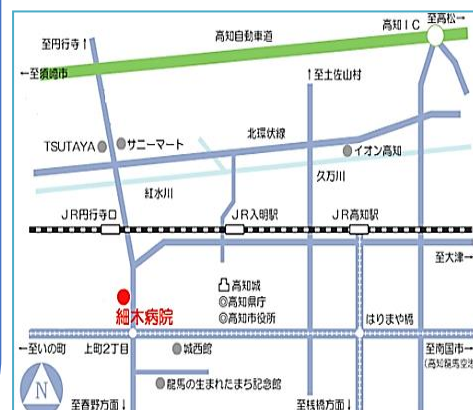 至高松→
高知ＩＣ
至円行寺↑
高知自動車道
←至須崎市
↑至土佐山村
北環状線
TSUTAYA
サニーマート
イオン高知
久万川
紅水川
ＪＲ円行寺口
ＪＲ入明駅
ＪＲ高知駅
至大津→
高知城
◎高知県庁
◎高知市役所
細木病院
はりまや橋
←至いの町
上町２丁目
城西館
至南国市→
(高知龍馬空港
龍馬の生まれたまち記念館
N
至春野方面↓
至桟橋方面↓